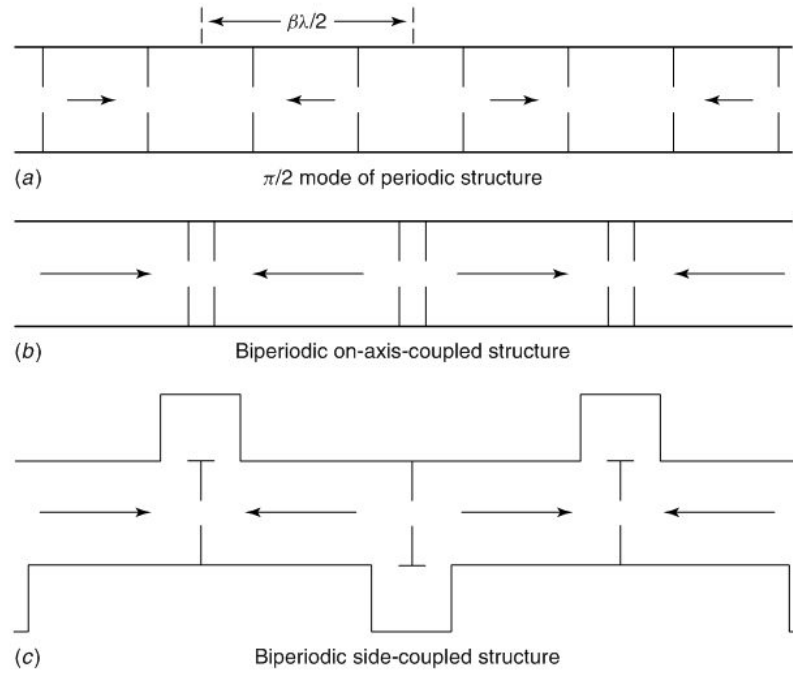 βλ/2
(a) π/2 mode of periodic structure
(b) Biperiodic on-axis-coupled structure
(c) Biperiodic side-coupled structure